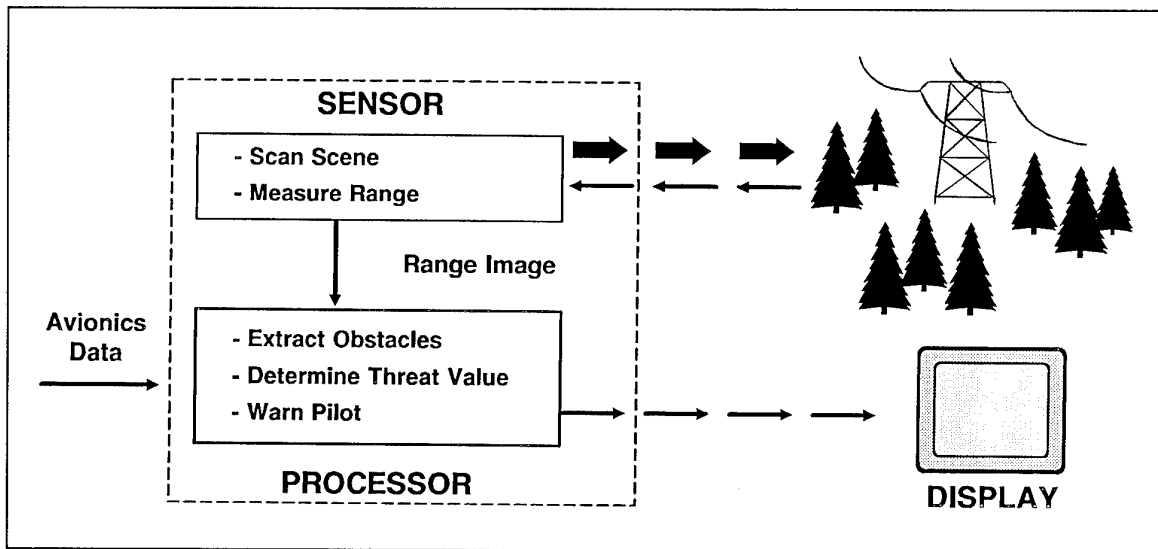 SENSOR
- Scan Scene
- Measure Range
Range Image
Avionics
Data
- Extract Obstacles
- Determine Threat Value
- Warn Pilot
PROCESSOR
DISPLAY